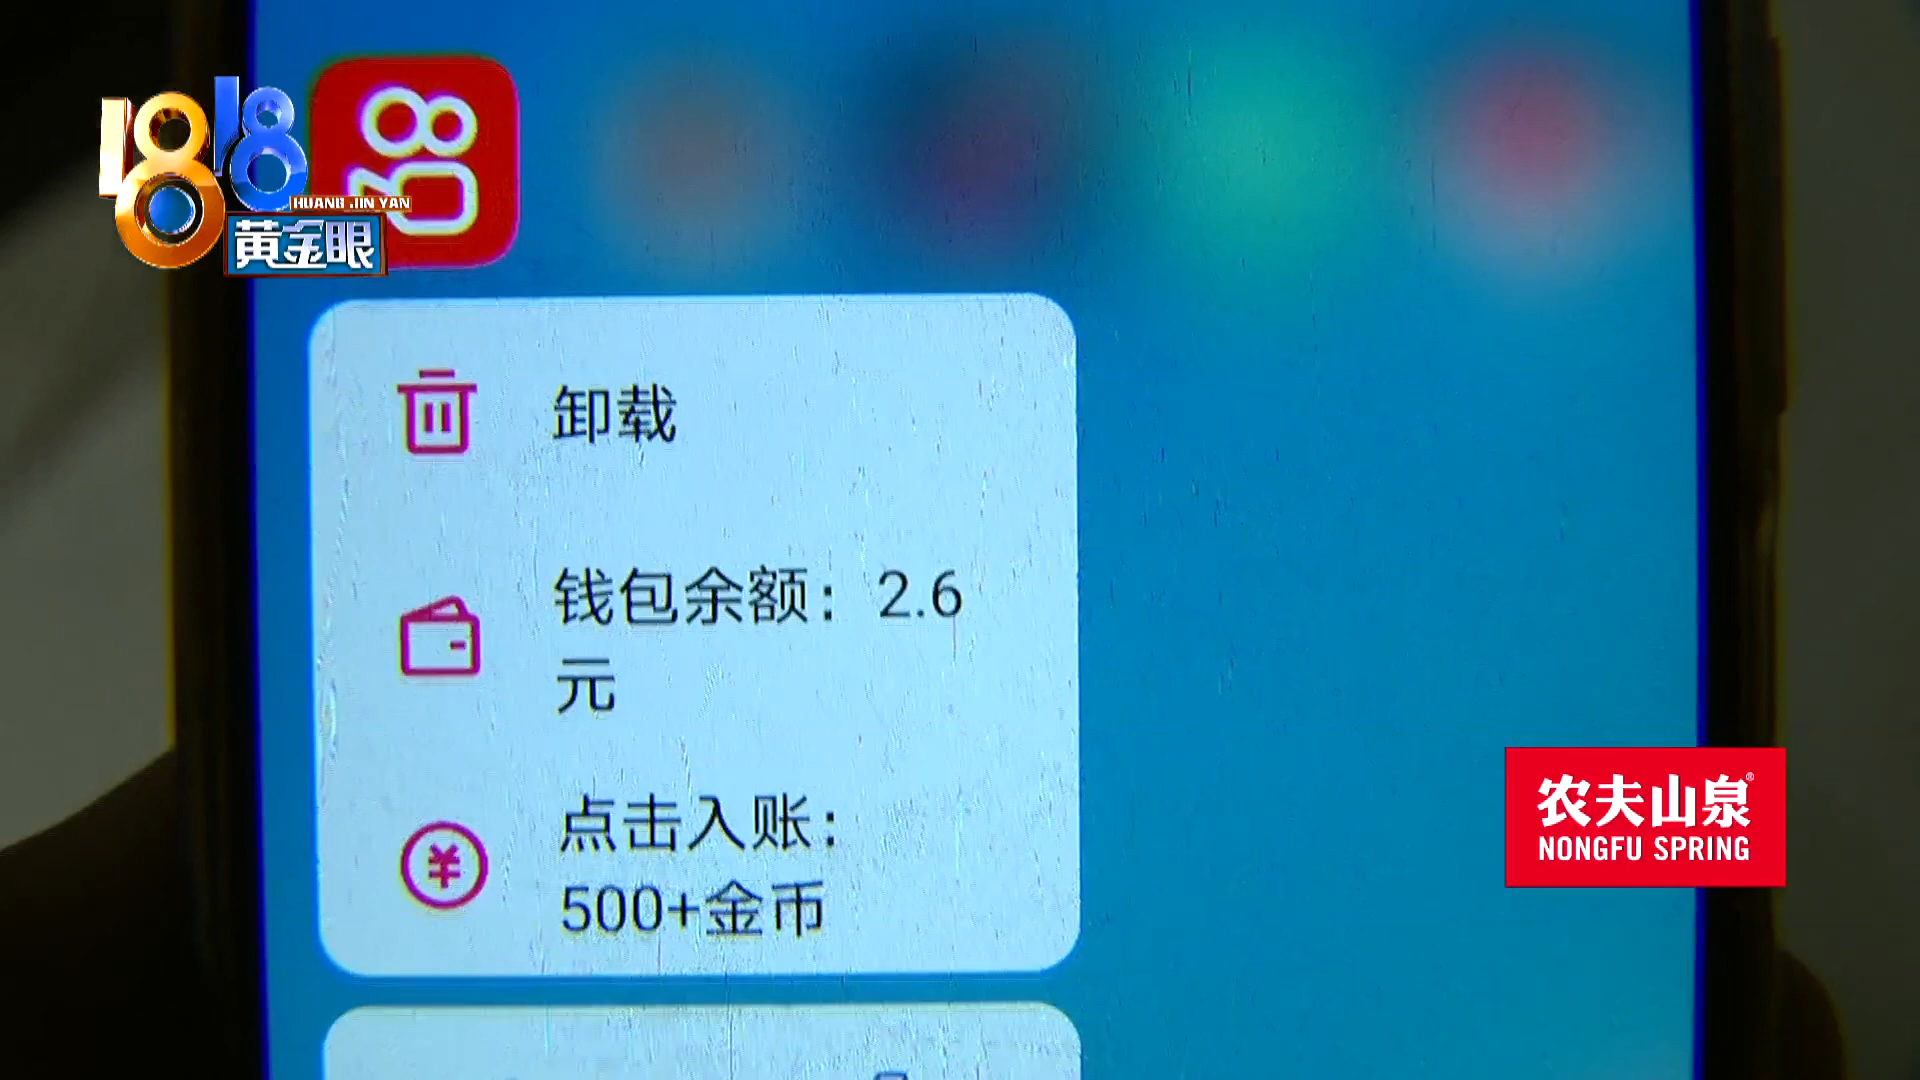 1818
HUANG JIN YAN
黄金眼
卸载
钱包余额：2.6
元
点击入账：
500+金币
农夫山泉®
NONGFU SPRING